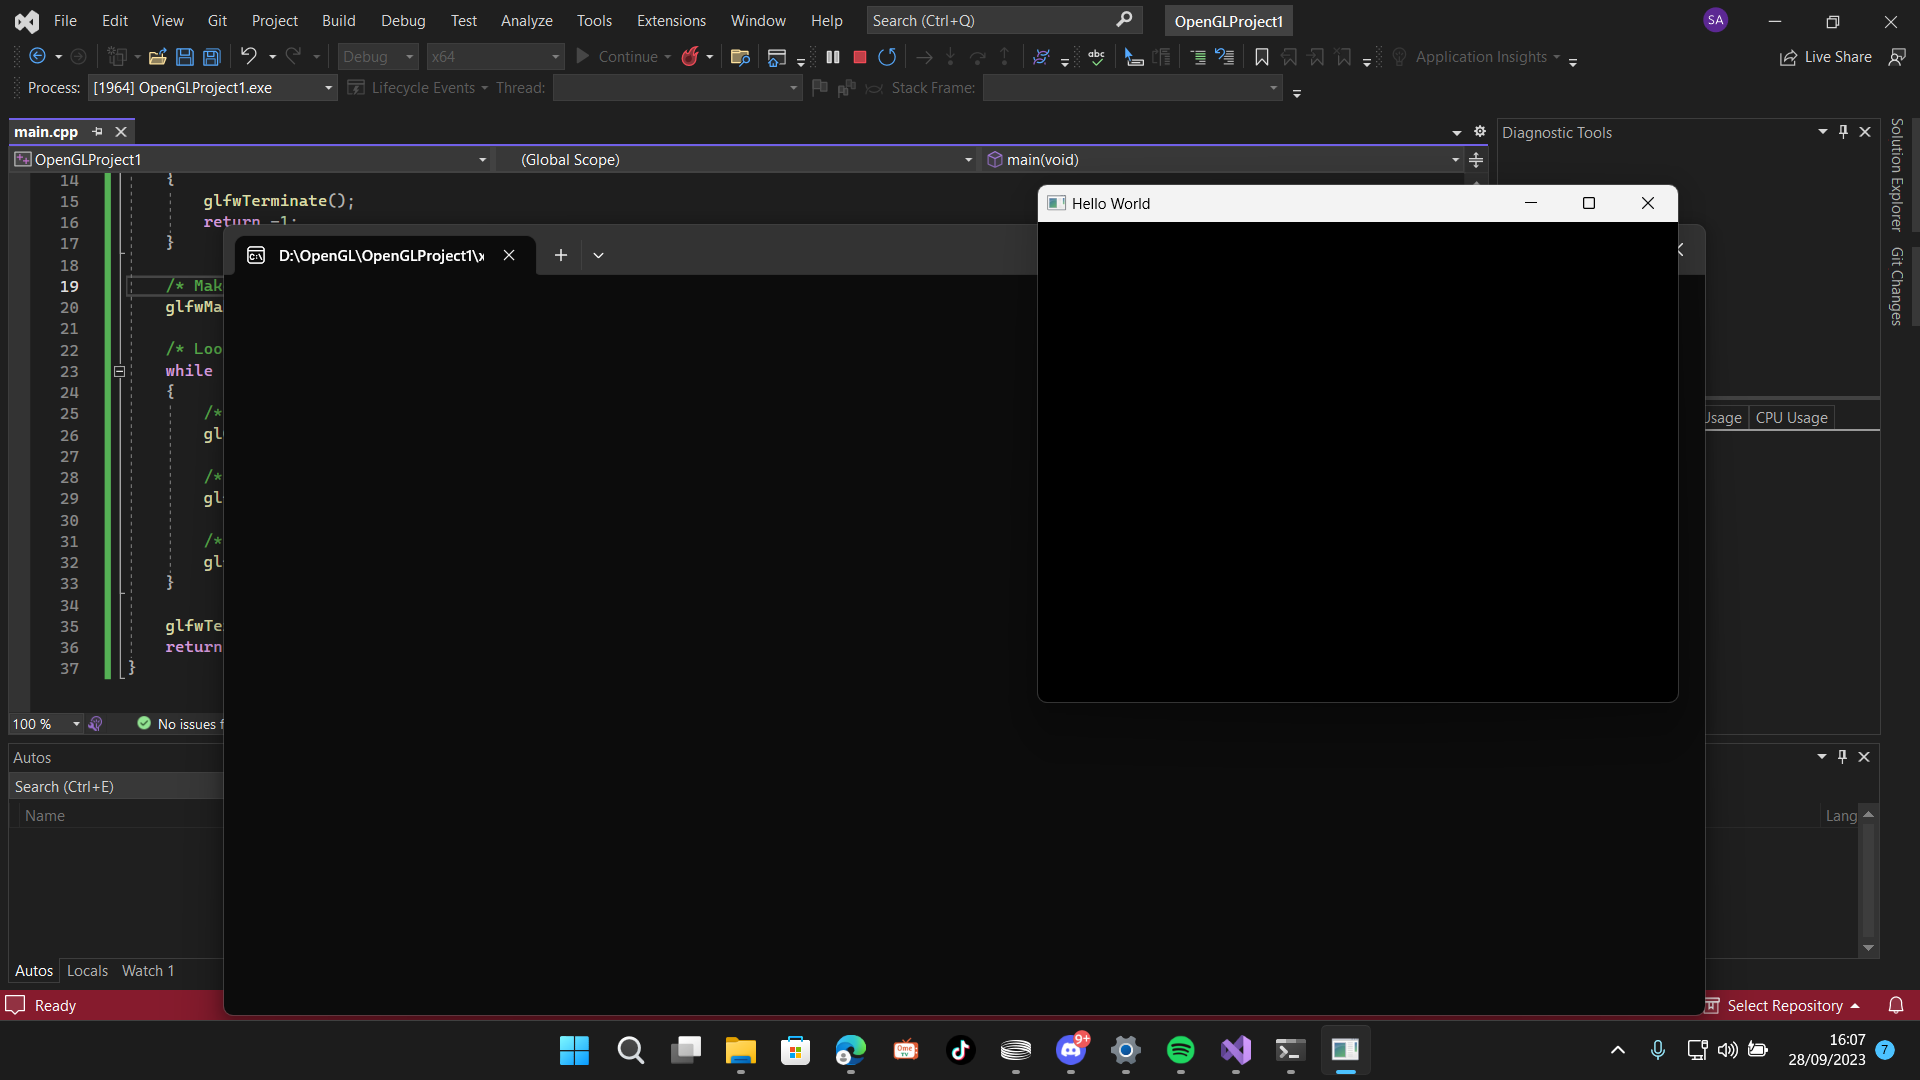 File Edit View Git Project Build Debug Test Analyze Tools Extensions Window Help Search (Ctrl+Q) OpenGLProject1 SA
Debug x64 Continue abc Application Insights Live Share
Process: [1964] OpenGLProject1.exe Lifecycle Events Thread: Stack Frame:
main.cpp
Diagnostic Tools
OpenGLProject1 (Global Scope) main(void)
Solution Explorer
Git Changes
14 {
15 glfwTerminate();
16 return -1;
17 }
18
19 /* Mak
20 glfwMa
21
22 /* Loo
23 while
24 {
25 /*
26 gl
27
28 /*
29 gl
30
31 /*
32 gl
33 }
34
35 glfwTe
36 return
37 }
Hello World
D:\OpenGL\OpenGLProject1\x
Usage CPU Usage
100 % No issues f
Autos
Search (Ctrl+E)
Name Lang
Autos Locals Watch 1
Ready Select Repository
Ome TV 9+
16:07
28/09/2023 7